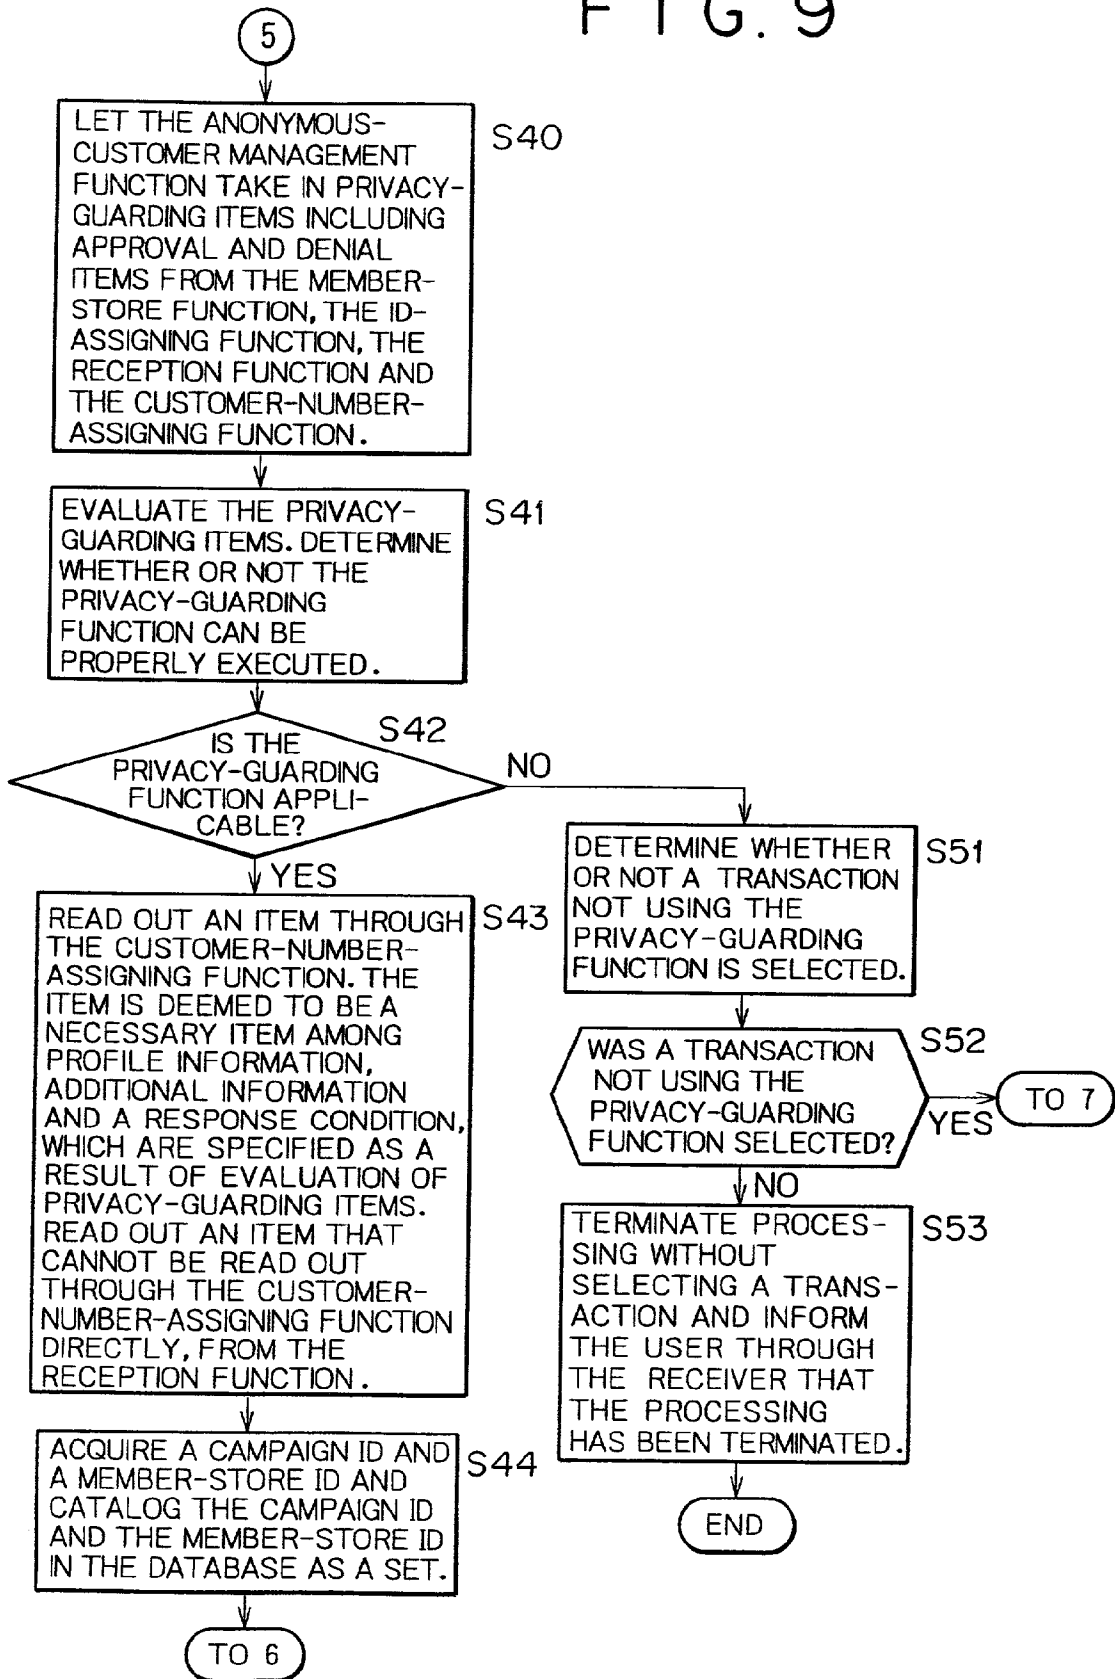 FIG. 9
5
LET THE ANONYMOUS-
CUSTOMER MANAGEMENT
FUNCTION TAKE IN PRIVACY-
GUARDING ITEMS INCLUDING
APPROVAL AND DENIAL
ITEMS FROM THE MEMBER-
STORE FUNCTION, THE ID-
ASSIGNING FUNCTION, THE
RECEPTION FUNCTION AND
THE CUSTOMER-NUMBER-
ASSIGNING FUNCTION.
S40
EVALUATE THE PRIVACY-
GUARDING ITEMS. DETERMINE
WHETHER OR NOT THE
PRIVACY-GUARDING
FUNCTION CAN BE
PROPERLY EXECUTED.
S41
IS THE
PRIVACY-GUARDING
FUNCTION APPLI-
CABLE?
S42
NO
YES
READ OUT AN ITEM THROUGH
THE CUSTOMER-NUMBER-
ASSIGNING FUNCTION. THE
ITEM IS DEEMED TO BE A
NECESSARY ITEM AMONG
PROFILE INFORMATION,
ADDITIONAL INFORMATION
AND A RESPONSE CONDITION,
WHICH ARE SPECIFIED AS A
RESULT OF EVALUATION OF
PRIVACY-GUARDING ITEMS.
READ OUT AN ITEM THAT
CANNOT BE READ OUT
THROUGH THE CUSTOMER-
NUMBER-ASSIGNING FUNCTION
DIRECTLY, FROM THE
RECEPTION FUNCTION.
S43
ACQUIRE A CAMPAIGN ID AND
A MEMBER-STORE ID AND
CATALOG THE CAMPAIGN ID
AND THE MEMBER-STORE ID
IN THE DATABASE AS A SET.
S44
TO 6
DETERMINE WHETHER
OR NOT A TRANSACTION
NOT USING THE
PRIVACY-GUARDING
FUNCTION IS SELECTED.
S51
WAS A TRANSACTION
NOT USING THE
PRIVACY-GUARDING
FUNCTION SELECTED?
S52
YES
TO 7
NO
TERMINATE PROCES-
SING WITHOUT
SELECTING A TRANS-
ACTION AND INFORM
THE USER THROUGH
THE RECEIVER THAT
THE PROCESSING
HAS BEEN TERMINATED.
S53
END